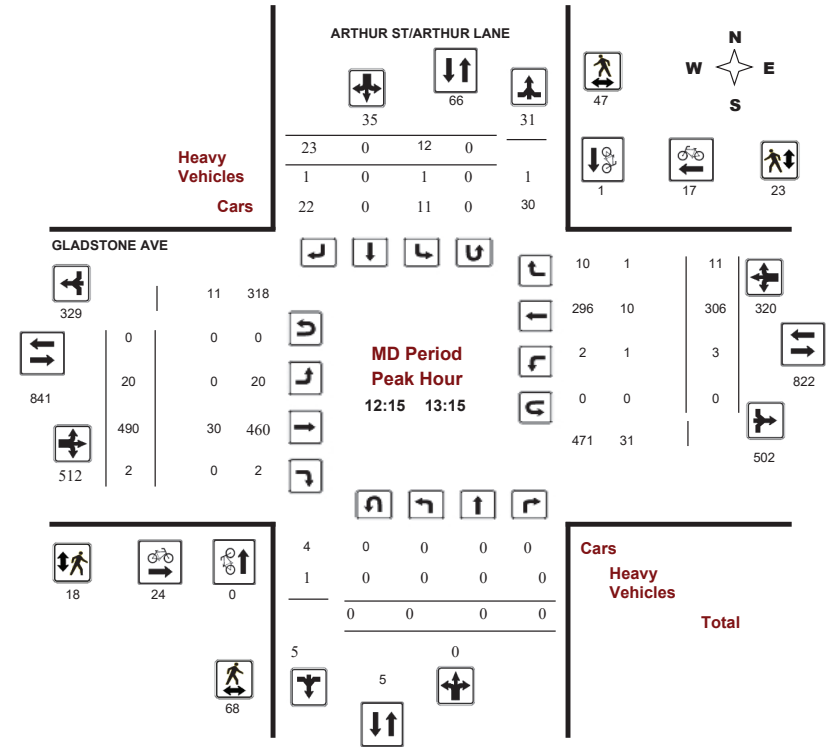 ARTHUR ST/ARTHUR LANE
N
W E
S
66
47
35 31
23 0 12 0
Heavy
Vehicles
1 0 1 0 1
Cars
22 0 11 0 30
1 17 23
GLADSTONE AVE
329
11 318
0 0 0
20 0 20
841
490 30 460
512
2 0 2
MD Period
Peak Hour
12:15 13:15
10 1 11
296 10 306 320
2 1 3
822
0 0 0
471 31
502
18 24 0
68
4 0 0 0 0
1 0 0 0 0
0 0 0 0
5 0
5
Cars
Heavy
Vehicles
Total